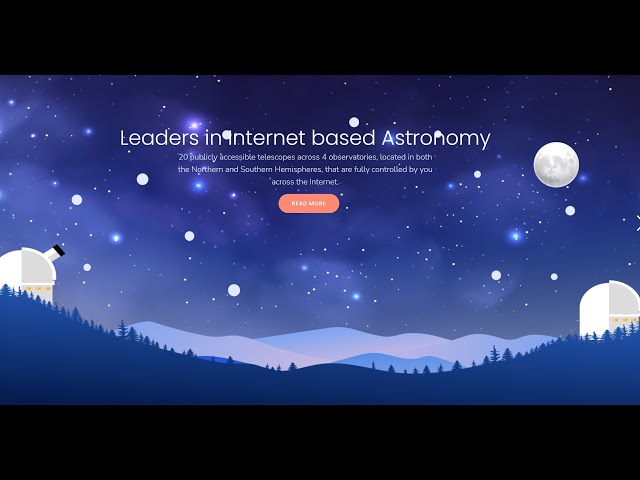 Leaders in Internet based Astronomy
20 publicly accessible telescopes across 4 observatories, located in both
the Northern and Southern Hemispheres, that are fully controlled by you
across the Internet.
READ MORE